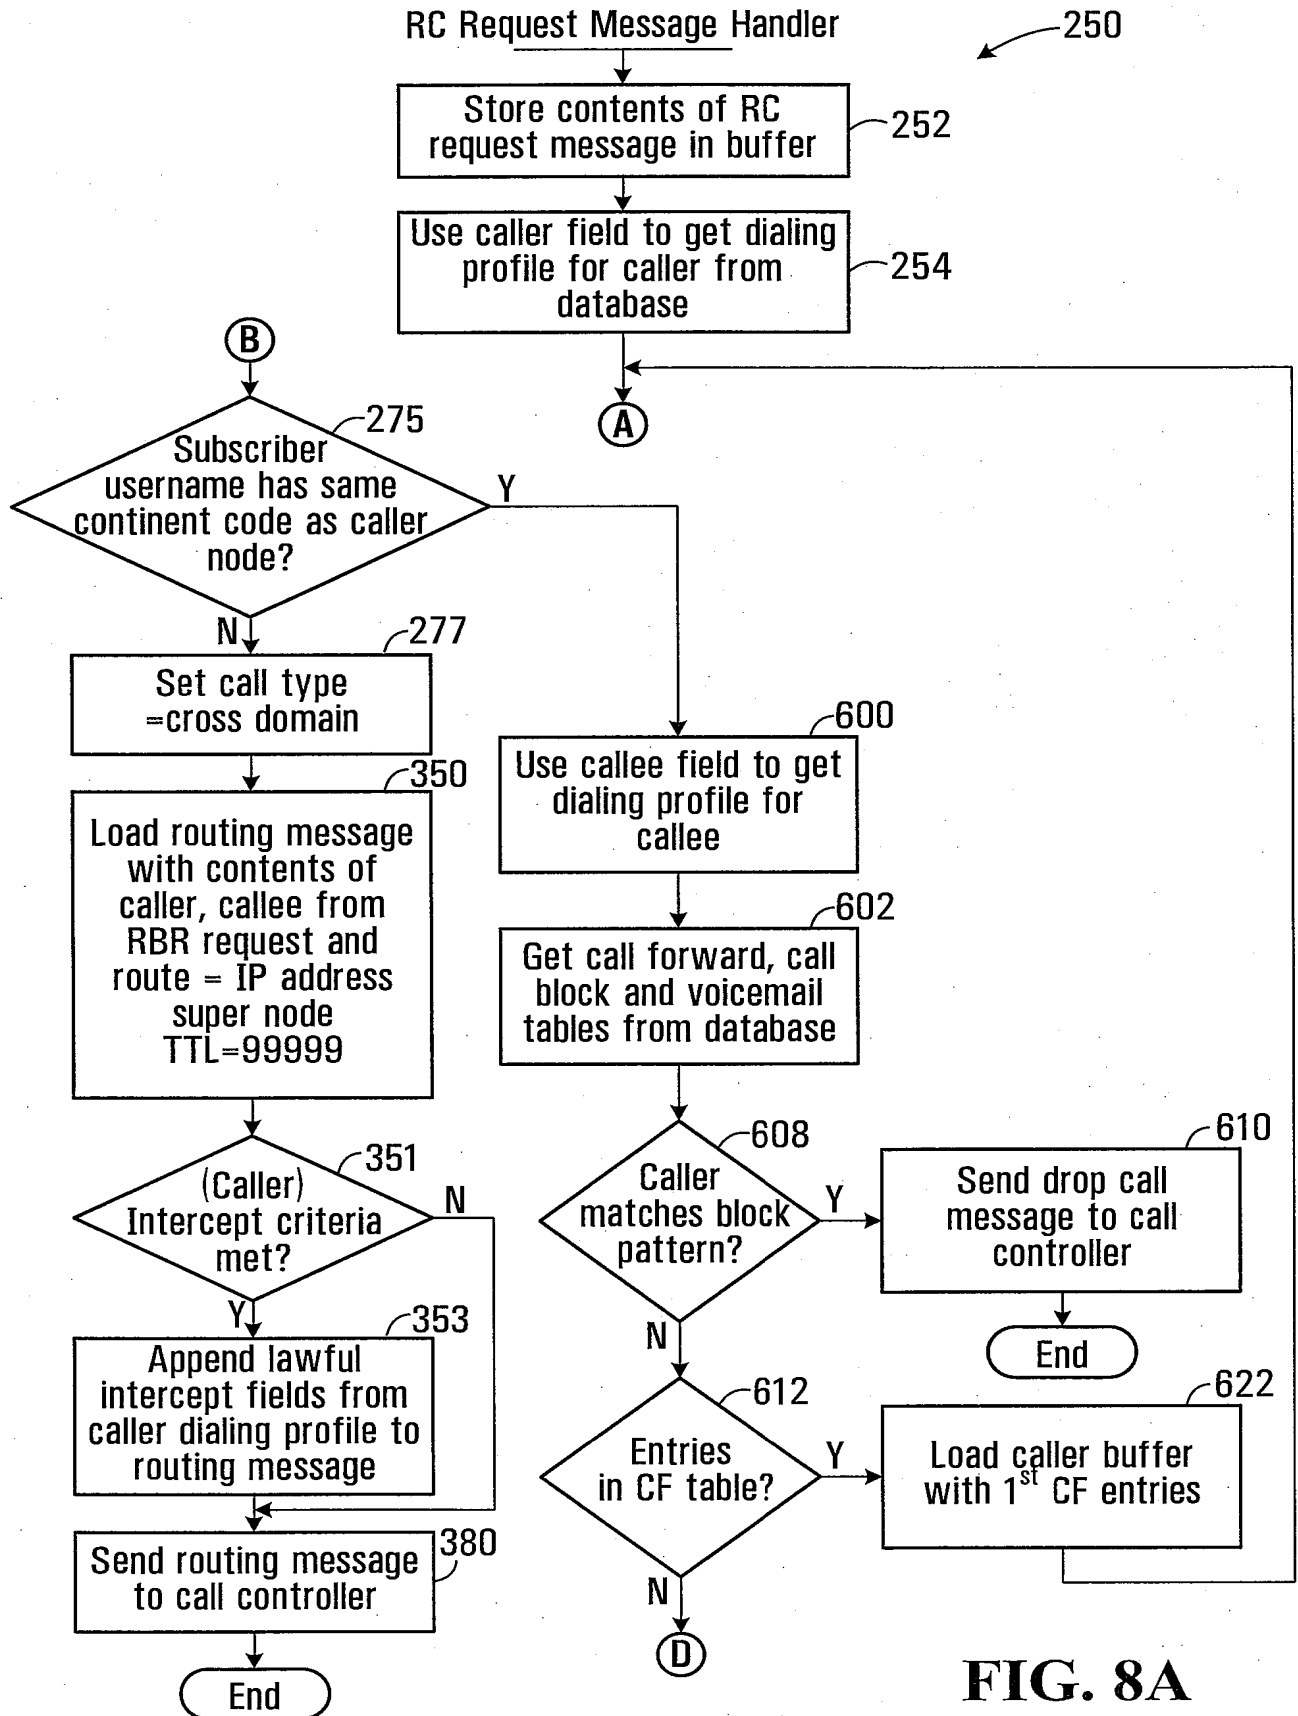 RC Request Message Handler
250
Store contents of RC
request message in buffer
252
Use caller field to get dialing
profile for caller from
database
254
A
B
275
Subscriber
username has same
continent code as caller
node?
Y
N
277
Set call type
=cross domain
350
Load routing message
with contents of
caller, callee from
RBR request and
route = IP address
super node
TTL=99999
351
(Caller)
Intercept criteria
met?
N
Y
353
Append lawful
intercept fields from
caller dialing profile to
routing message
380
Send routing message
to call controller
End
600
Use callee field to get
dialing profile for
callee
602
Get call forward, call
block and voicemail
tables from database
608
Caller
matches block
pattern?
Y
N
610
Send drop call
message to call
controller
End
612
Entries
in CF table?
Y
N
622
Load caller buffer
with 1st CF entries
D
FIG. 8A